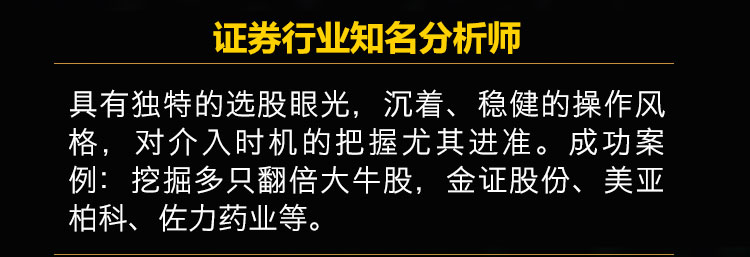 证券行业知名分析师
具有独特的选股眼光，沉着、稳健的操作风
格，对介入时机的把握尤其进准。成功案
例：挖掘多只翻倍大牛股，金证股份、美亚
柏科、佐力药业等。